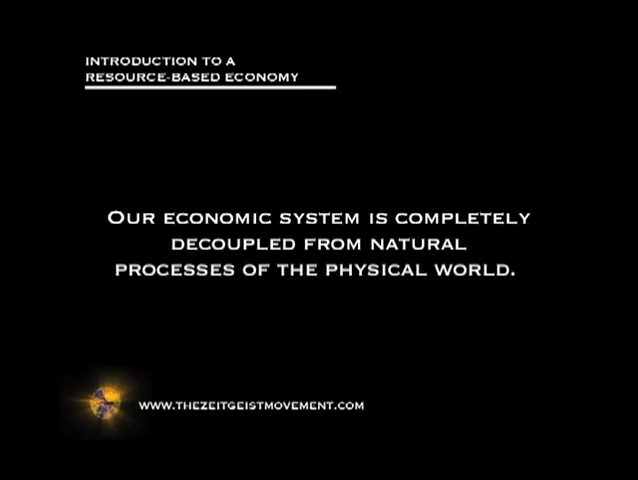 INTRODUCTION TO A
RESOURCE-BASED ECONOMY
OUR ECONOMIC SYSTEM IS COMPLETELY
DECOUPLED FROM NATURAL
PROCESSES OF THE PHYSICAL WORLD.
WWW.THEZEITGEISTMOVEMENT.COM